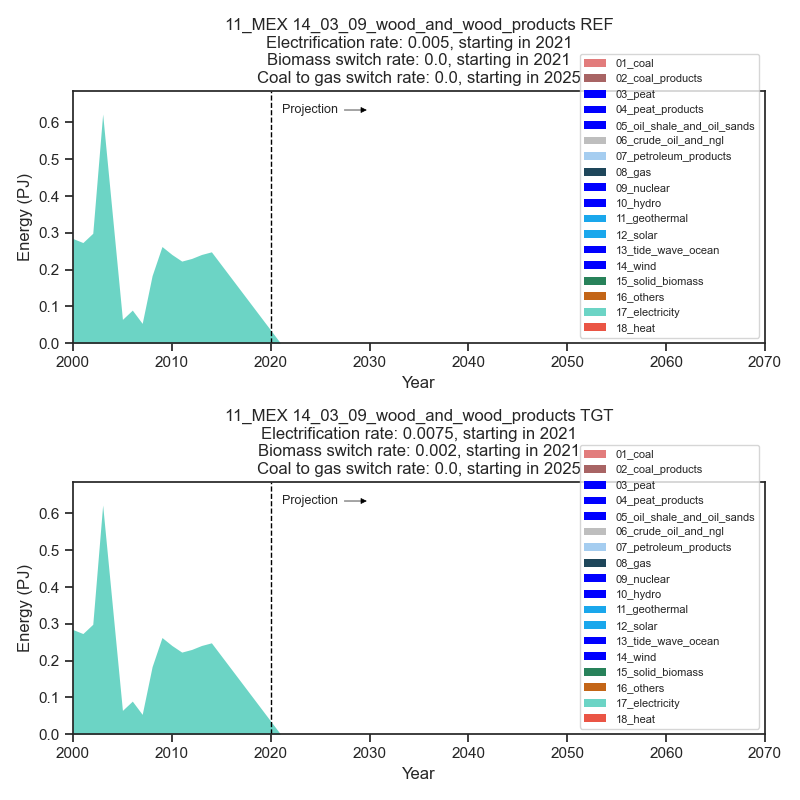 11_MEX 14_03_09_wood_and_wood_products REF
Electrification rate: 0.005, starting in 2021
Biomass switch rate: 0.0, starting in 2021
Coal to gas switch rate: 0.0, starting in 2025
Projection
01_coal
02_coal_products
03_peat
04_peat_products
05_oil_shale_and_oil_sands
06_crude_oil_and_ngl
07_petroleum_products
08_gas
09_nuclear
10_hydro
11_geothermal
12_solar
13_tide_wave_ocean
14_wind
15_solid_biomass
16_others
17_electricity
18_heat
Energy (PJ)
0.6
0.5
0.4
0.3
0.2
0.1
0.0
2000 2010 2020 2030 2040 2050 2060 2070
Year
11_MEX 14_03_09_wood_and_wood_products TGT
Electrification rate: 0.0075, starting in 2021
Biomass switch rate: 0.002, starting in 2021
Coal to gas switch rate: 0.0, starting in 2025
Projection
01_coal
02_coal_products
03_peat
04_peat_products
05_oil_shale_and_oil_sands
06_crude_oil_and_ngl
07_petroleum_products
08_gas
09_nuclear
10_hydro
11_geothermal
12_solar
13_tide_wave_ocean
14_wind
15_solid_biomass
16_others
17_electricity
18_heat
Energy (PJ)
0.6
0.5
0.4
0.3
0.2
0.1
0.0
2000 2010 2020 2030 2040 2050 2060 2070
Year